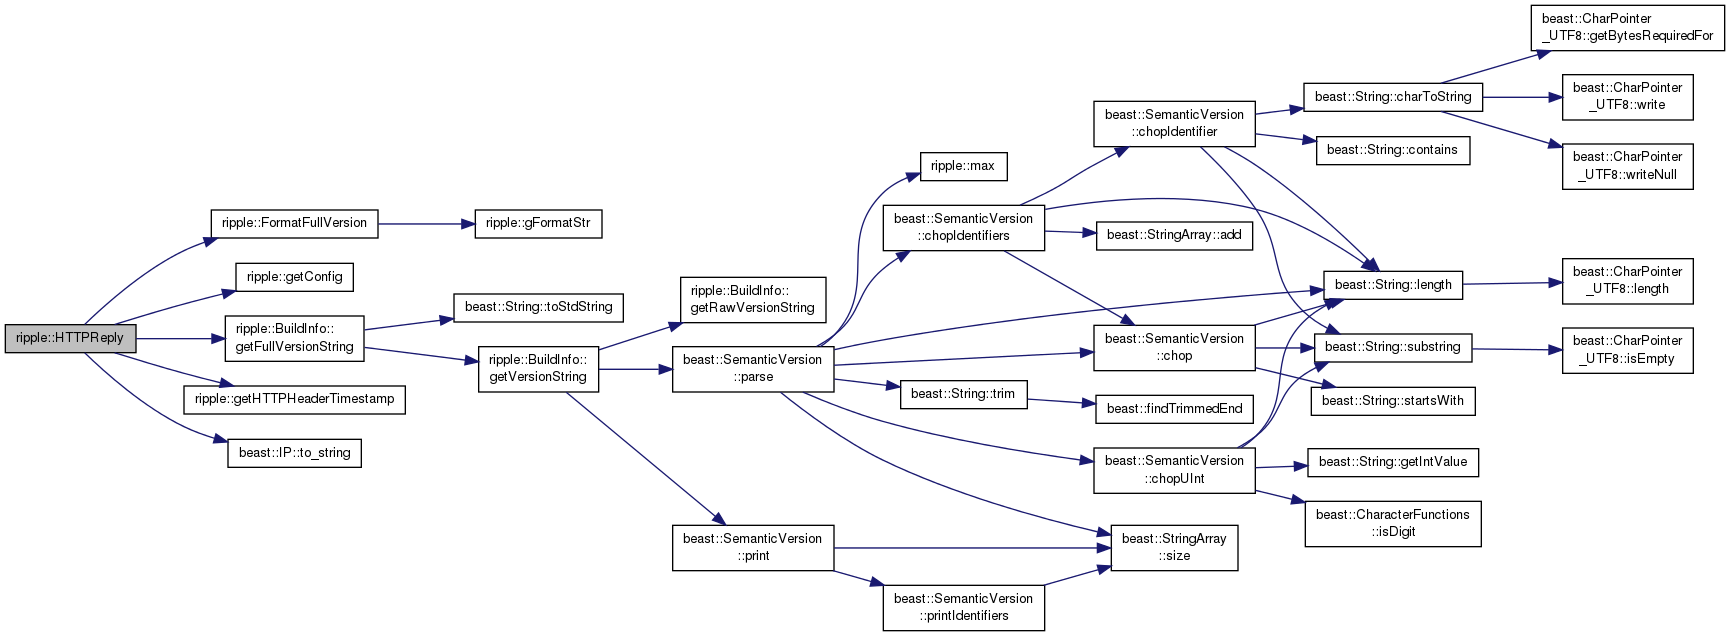 ripple::HTTPReply
ripple::FormatFullVersion
ripple::gFormatStr
ripple::getConfig
ripple::BuildInfo::
getFullVersionString
ripple::getHTTPHeaderTimestamp
beast::IP::to_string
beast::String::toStdString
ripple::BuildInfo::
getVersionString
ripple::BuildInfo::
getRawVersionString
beast::SemanticVersion
::parse
beast::SemanticVersion
::print
ripple::max
beast::SemanticVersion
::chopIdentifiers
beast::String::trim
beast::SemanticVersion
::printIdentifiers
beast::SemanticVersion
::chopIdentifier
beast::StringArray::add
beast::SemanticVersion
::chop
beast::findTrimmedEnd
beast::SemanticVersion
::chopUInt
beast::StringArray
::size
beast::String::charToString
beast::String::contains
beast::String::length
beast::String::substring
beast::String::startsWith
beast::String::getIntValue
beast::CharacterFunctions
::isDigit
beast::CharPointer
_UTF8::getBytesRequiredFor
beast::CharPointer
_UTF8::write
beast::CharPointer
_UTF8::writeNull
beast::CharPointer
_UTF8::length
beast::CharPointer
_UTF8::isEmpty